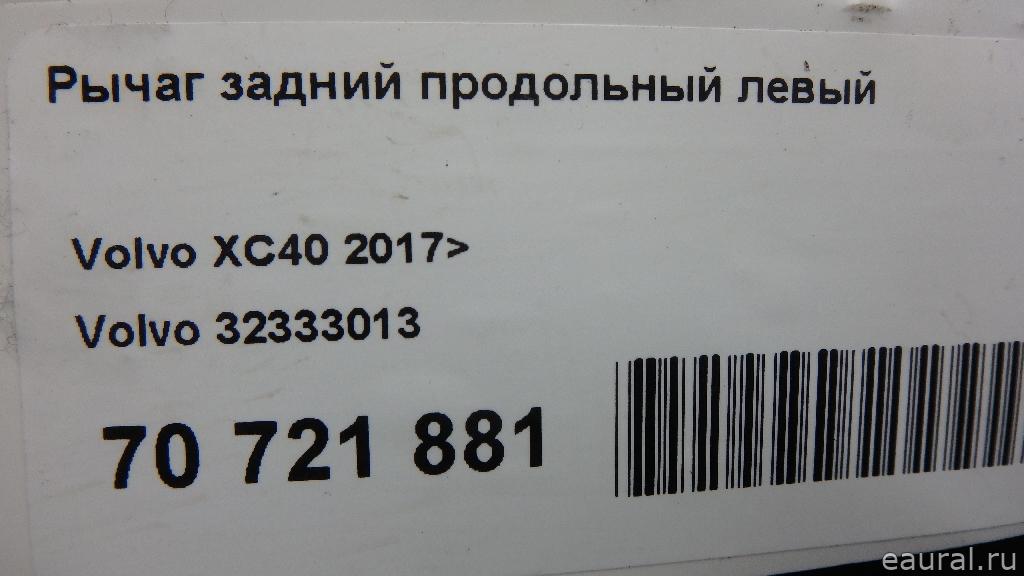 Рычаг задний продольный левый
Volvo XC40 2017>
Volvo 32333013
70 721 881
eaural.ru